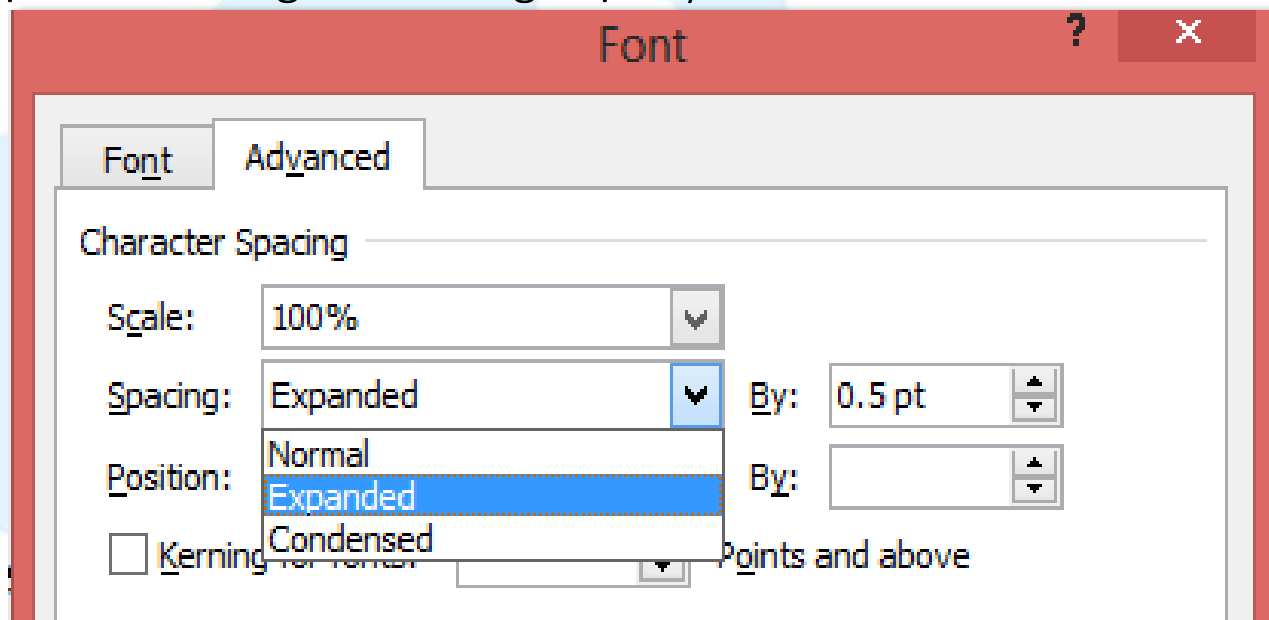 Font
?
Font Advanced
Character Spacing
Scale: 100%
Spacing: Expanded By: 0.5 pt
Normal
Position: By:
Expanded
Condensed
Kerning Points and above